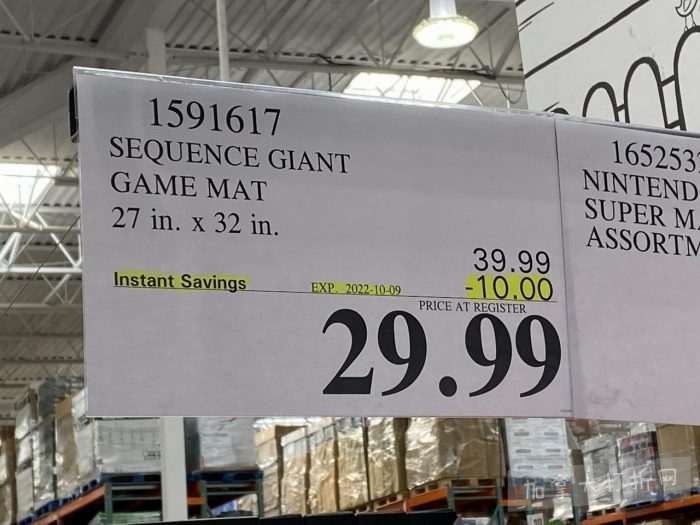 1591617
SEQUENCE GIANT
GAME MAT
27 in. x 32 in.
39.99
Instant Savings EXP. 2022-10-09 -10.00
PRICE AT REGISTER
29.99
NINTEND
SUPER MA
ASSORTM